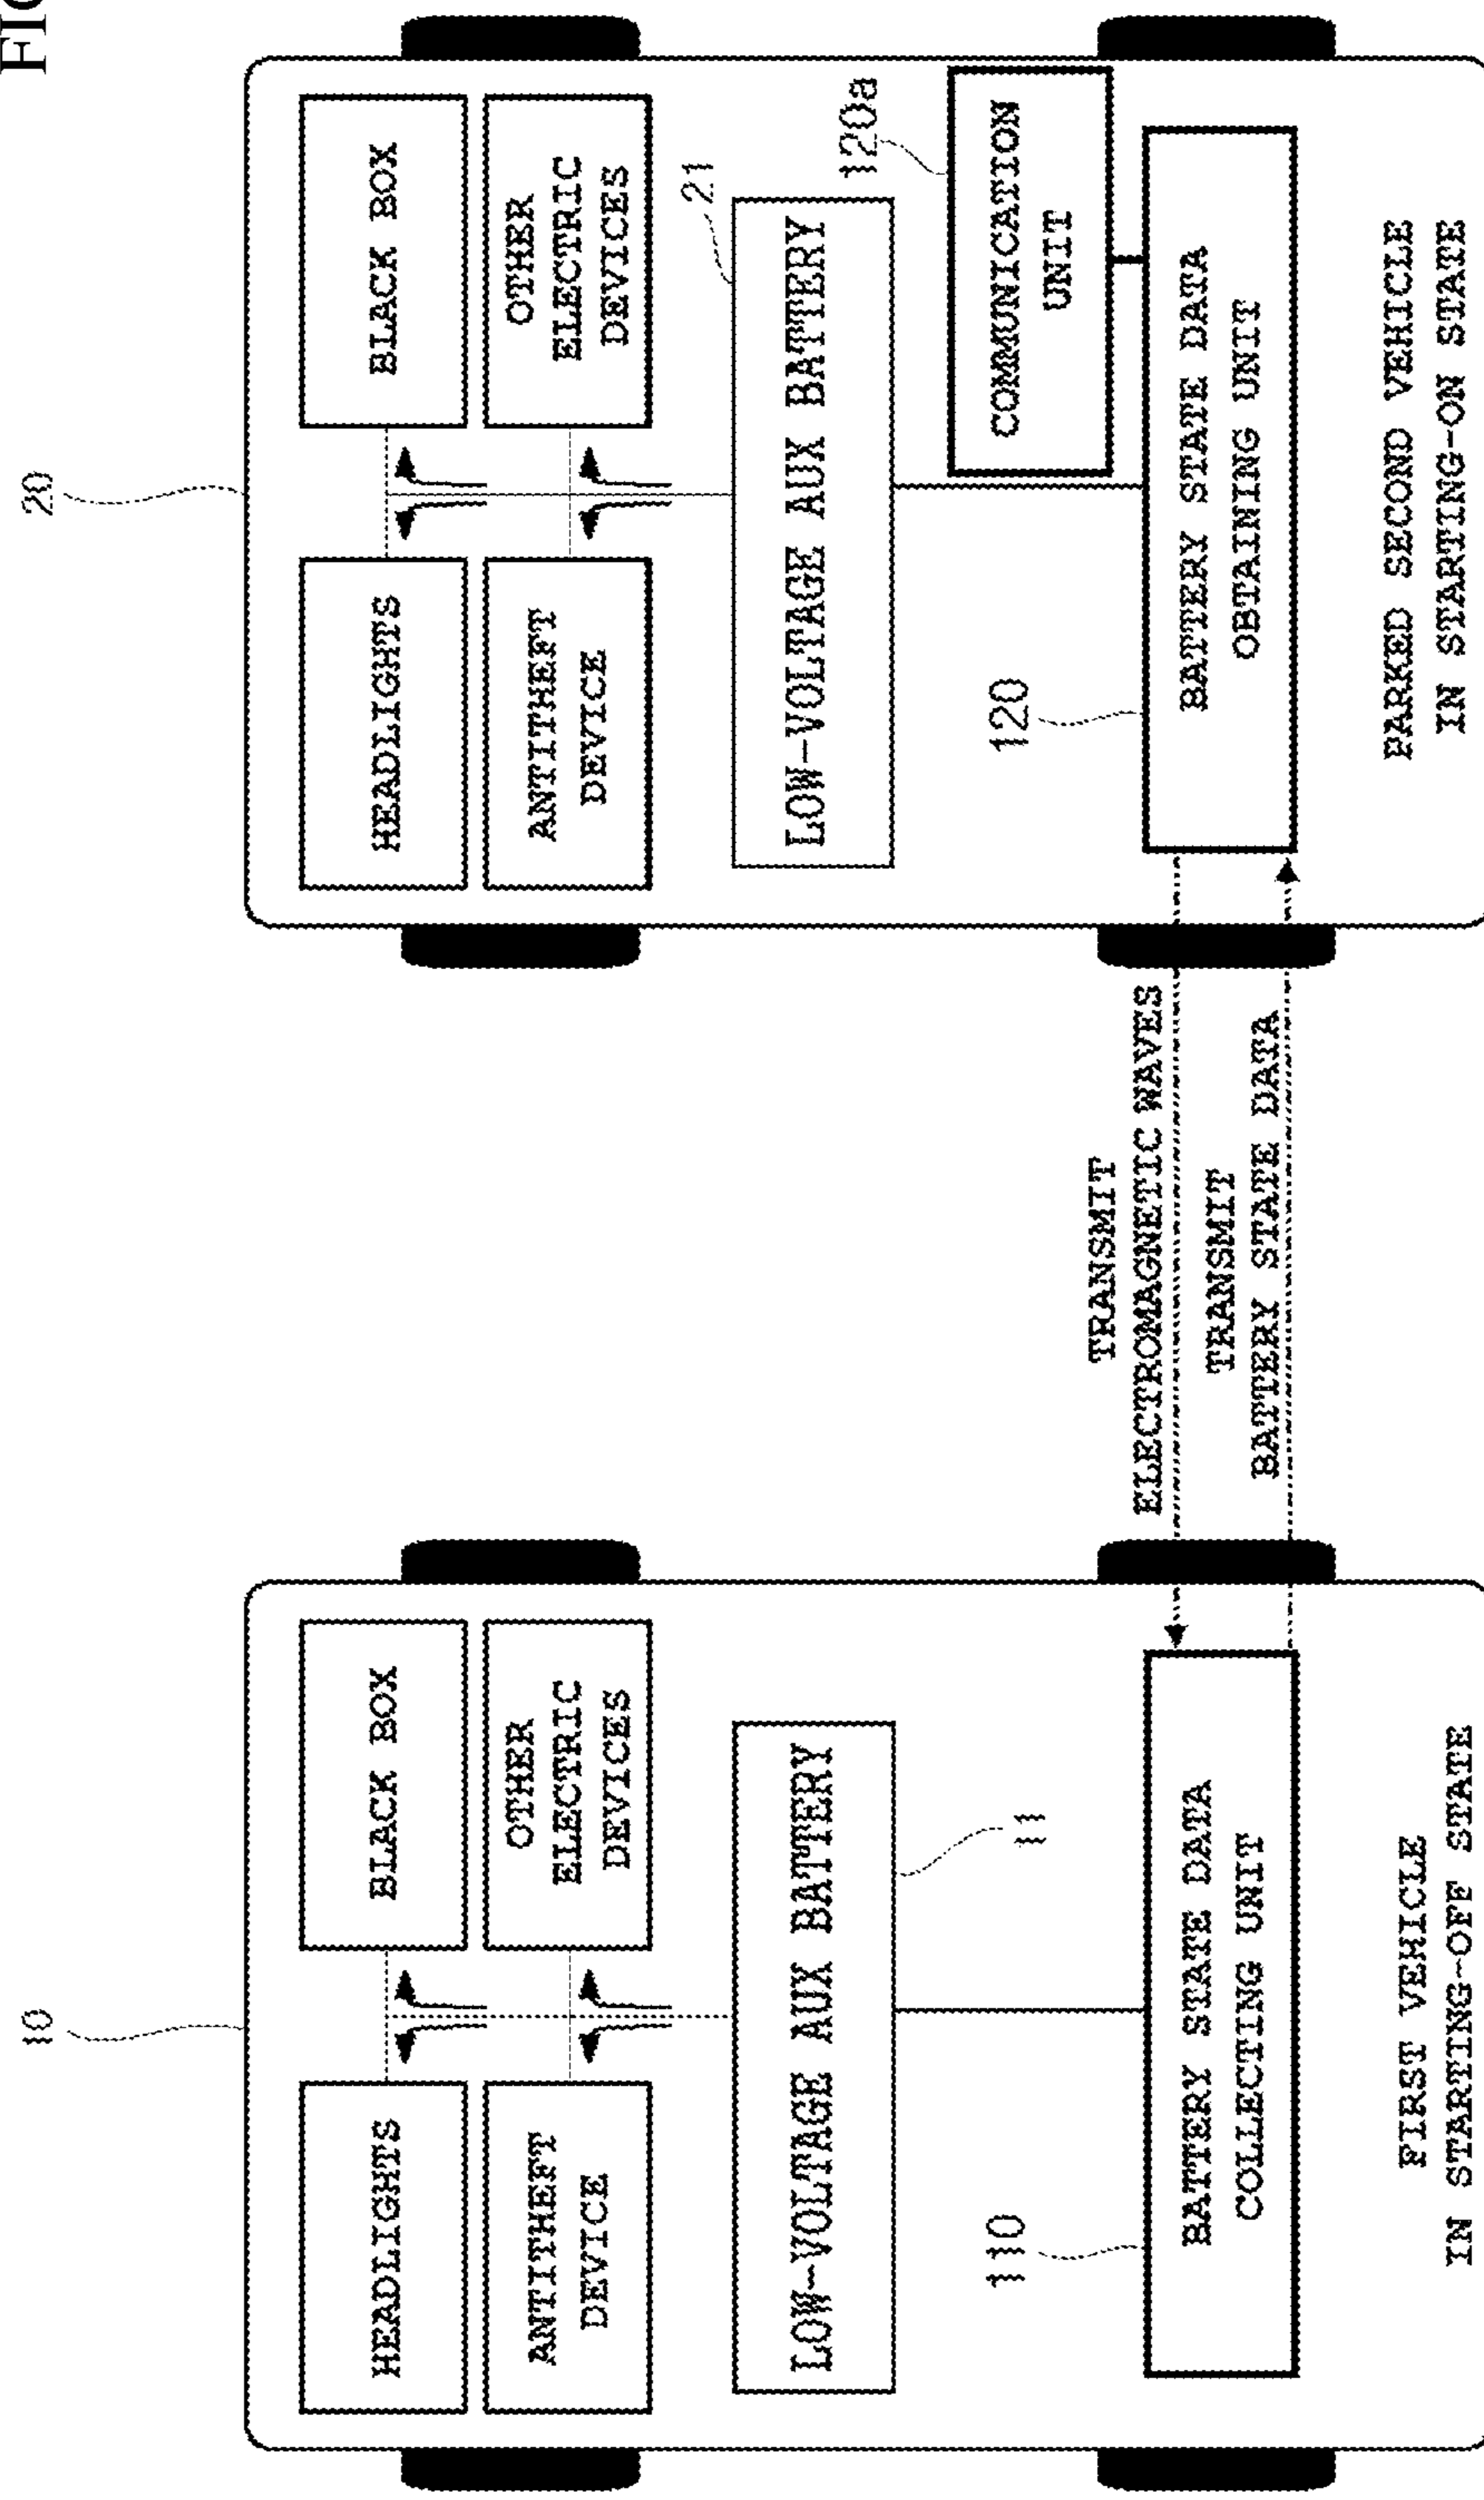 FIG
10
HEADLIGHTS
BLACK BOX
ANTITHEFT
DEVICE
OTHER
ELECTRIC
DEVICES
LOW-VOLTAGE AUX BATTERY
11
110
BATTERY STATE DATA
COLLECTING UNIT
FIRST VEHICLE
IN STARTING-OFF STATE
TRANSMIT
ELECTROMAGNETIC WAVES
TRANSMIT
BATTERY STATE DATA
20
HEADLIGHTS
BLACK BOX
ANTITHEFT
DEVICE
OTHER
ELECTRIC
DEVICES
21
LOW-VOLTAGE AUX BATTERY
120a
COMMUNICATION
UNIT
120
BATTERY STATE DATA
OBTAINING UNIT
PARKED SECOND VEHICLE
IN STARTING-ON STATE